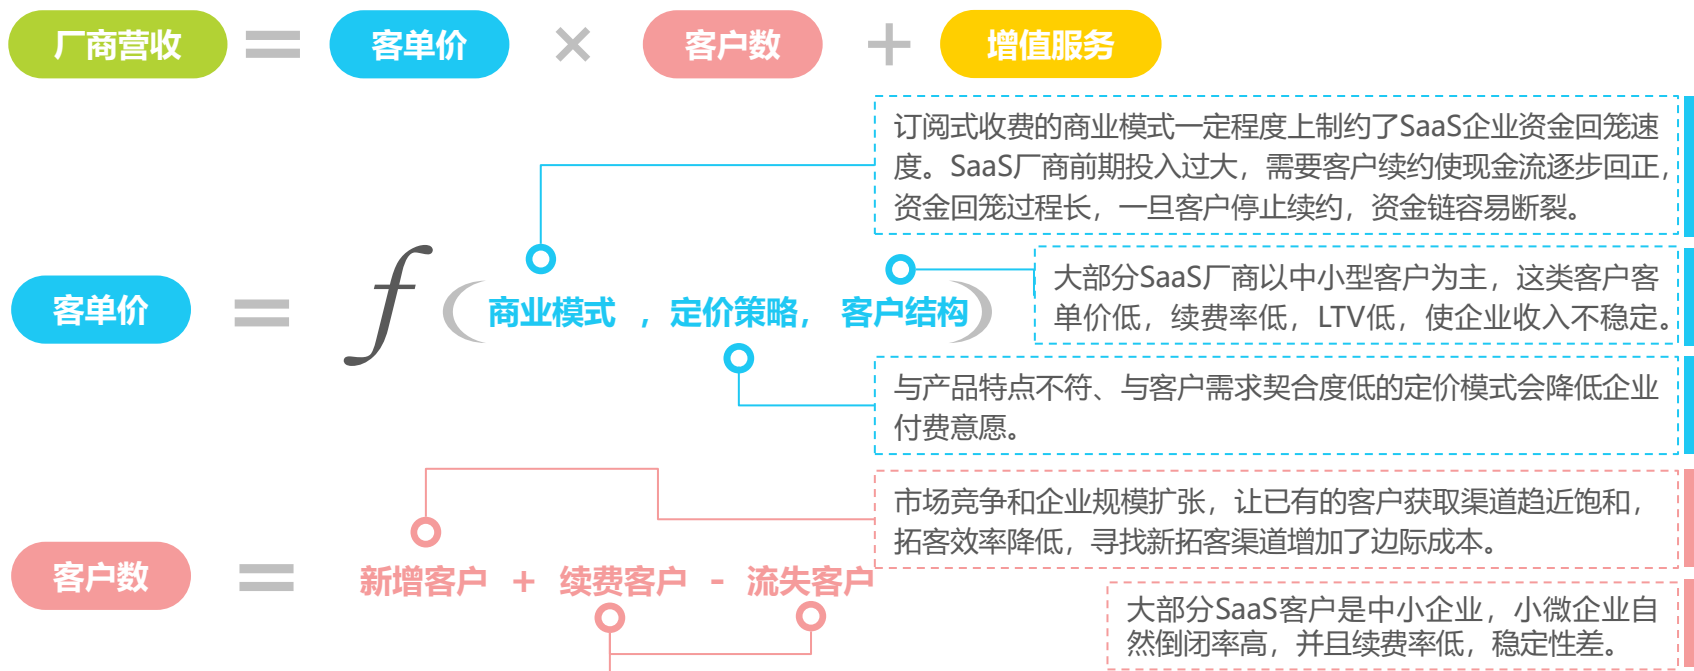 厂商营收 = 客单价 × 客户数 + 增值服务
订阅式收费的商业模式一定程度上制约了SaaS企业资金回笼速
度。SaaS厂商前期投入过大，需要客户续约使现金流逐步回正，
资金回笼过程长，一旦客户停止续约，资金链容易断裂。
大部分SaaS厂商以中小型客户为主，这类客户客
单价低，续费率低，LTV低，使企业收入不稳定。
客单价 = f (商业模式，定价策略，客户结构)
与产品特点不符、与客户需求契合度低的定价模式会降低企业
付费意愿。
市场竞争和企业规模扩张，让已有的客户获取渠道趋近饱和，
拓客效率降低，寻找新拓客渠道增加了边际成本。
客户数 = 新增客户 + 续费客户 - 流失客户
大部分SaaS客户是中小企业，小微企业自
然倒闭率高，并且续费率低，稳定性差。